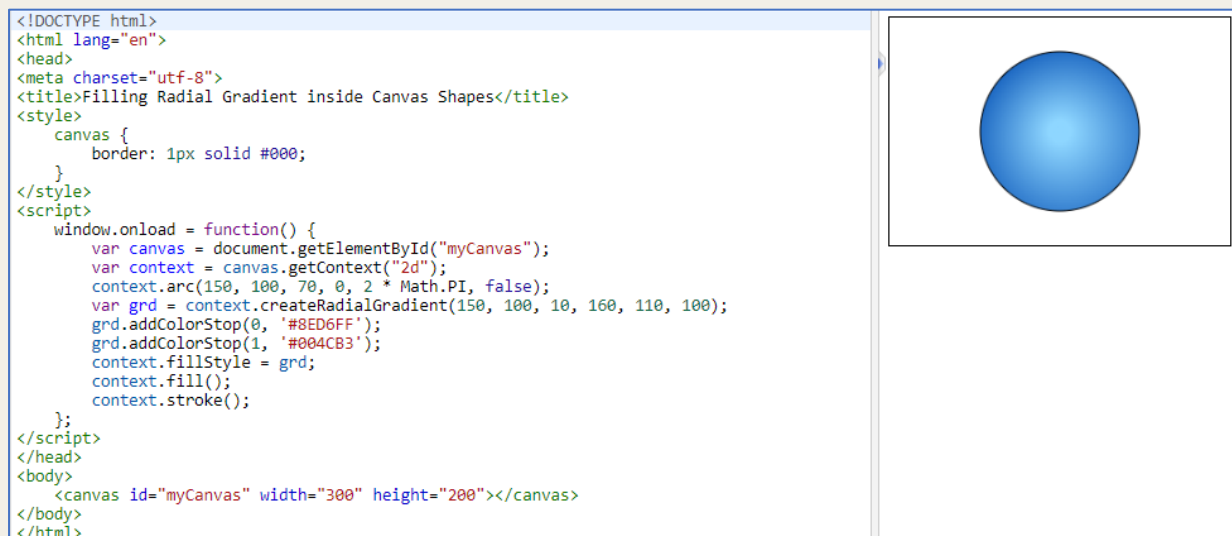 <!DOCTYPE html>
<html lang="en">
<head>
<meta charset="utf-8">
<title>Filling Radial Gradient inside Canvas Shapes</title>
<style>
    canvas {
        border: 1px solid #000;
    }
</style>
<script>
    window.onload = function() {
        var canvas = document.getElementById("myCanvas");
        var context = canvas.getContext("2d");
        context.arc(150, 100, 70, 0, 2 * Math.PI, false);
        var grd = context.createRadialGradient(150, 100, 10, 160, 110, 100);
        grd.addColorStop(0, '#8ED6FF');
        grd.addColorStop(1, '#004CB3');
        context.fillStyle = grd;
        context.fill();
        context.stroke();
    };
</script>
</head>
<body>
    <canvas id="myCanvas" width="300" height="200"></canvas>
</body>
</html>